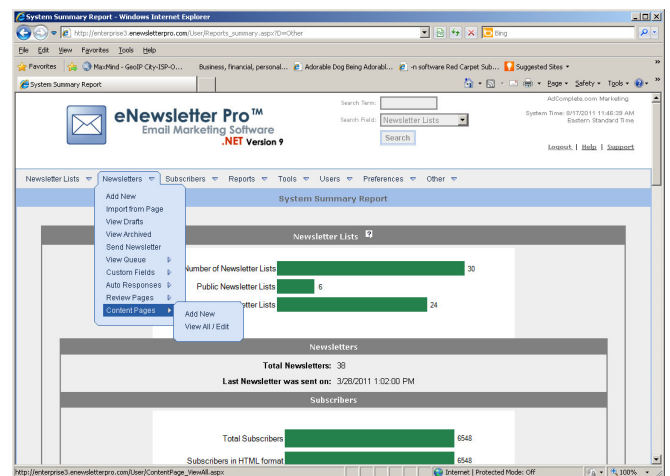 System Summary Report - Windows Internet Explorer
http://enterprise3.enewsletterpro.com/User/Reports_summary.aspx?O=Other
Bing
File Edit View Favorites Tools Help
Favorites MaxMind - GeoIP City-ISP-O... Business, financial, personal... Adorable Dog Being Adorabl... -n software Red Carpet Sub... Suggested Sites
System Summary Report Page Safety Tools
AdComplete.com Marketing
System Time: 8/17/2011 11:46:39 AM
Eastern Standard Time
Logout | Help | Support
eNewsletter Pro™
Email Marketing Software
.NET Version 9
Search Term:
Search Field: Newsletter Lists
Search
Newsletter Lists Newsletters Subscribers Reports Tools Users Preferences Other
System Summary Report
Add New
Import from Page
View Drafts
View Archived
Send Newsletter
View Queue
Custom Fields
Auto Responses
Review Pages
Content Pages
Add New
View All / Edit
Newsletter Lists ?
Number of Newsletter Lists 30
Public Newsletter Lists 6
letter Lists 24
Newsletters
Total Newsletters: 38
Last Newsletter was sent on: 3/28/2011 1:02:00 PM
Subscribers
Total Subscribers 6548
Subscribers in HTML format 6548
http://enterprise3.enewsletterpro.com/User/ContentPage_ViewAll.aspx Internet | Protected Mode: Off 100%